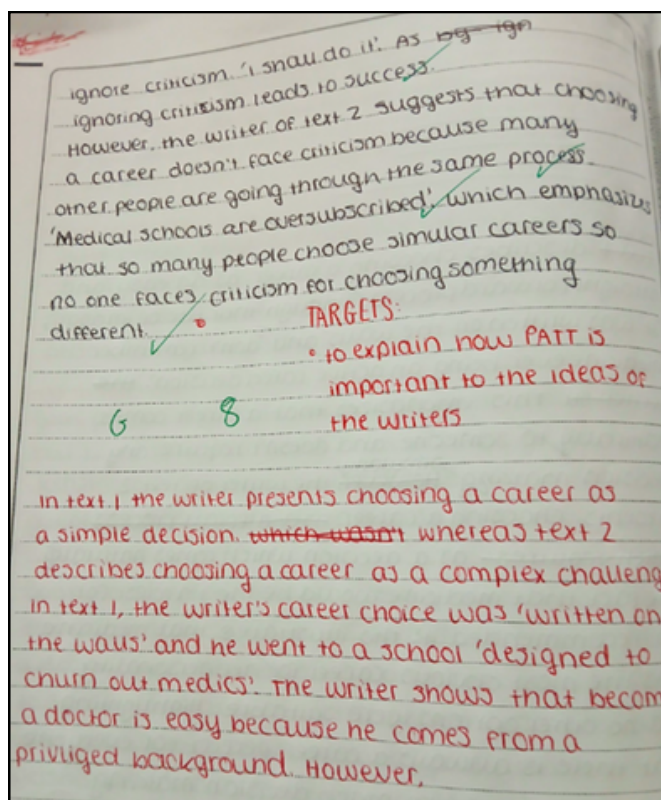 ignore criticism. 'I shall do it'. As by ign
ignoring critisism leads to success.
However, the writer of text 2 suggests that choosing
a career doesn't face criticism because many
other people are going through the same process.
'Medical schools are oversubscribed', which emphasizes
that so many people choose simular careers so
no one faces criticism for choosing something
different.
TARGETS:
• to explain how PATT is
important to the ideas of
the writers
G 8
In text 1 the writer presents choosing a career as
a simple decision. which wasn't whereas text 2
describes choosing a career as a complex challeng
In text 1, the writer's career choice was 'written on
the walls' and he went to a school 'designed to
churn out medics'. The writer shows that becom
a doctor is easy because he comes from a
privliged background. However,